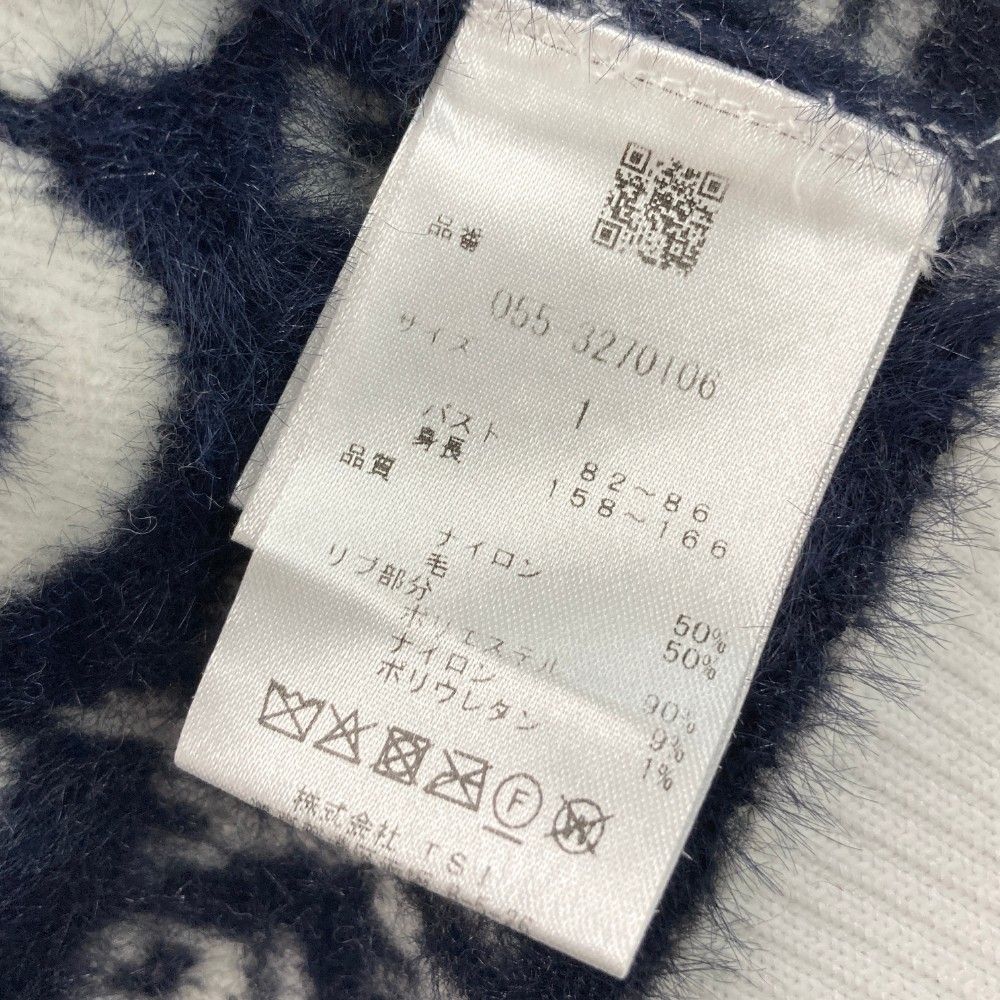 品番
055 3270106
サイズ 1
バスト 82～86
身長 158～166
品質
ナイロン 50%
毛 50%
リブ部分
ポリエステル 90%
ナイロン 9%
ポリウレタン 1%
F W
株式会社 rSI